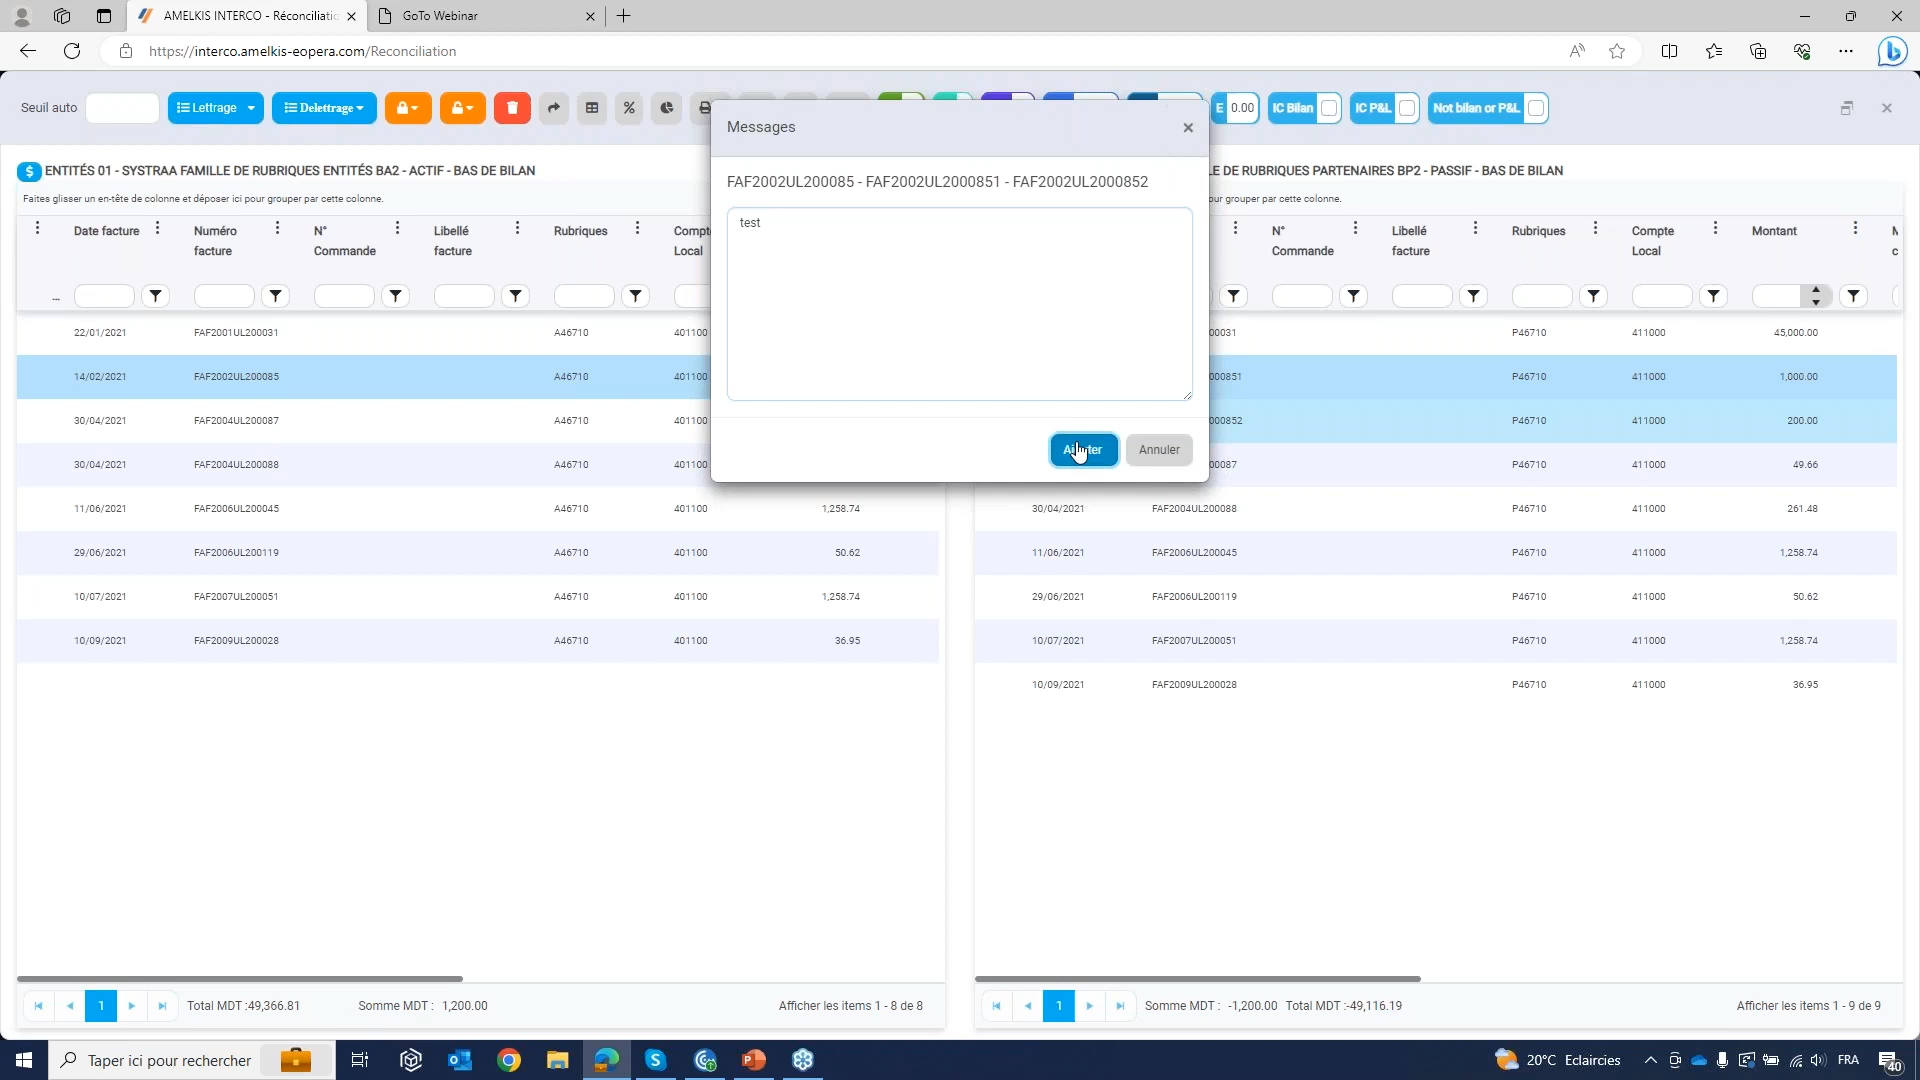 AMELKIS INTERCO - Réconciliatio
GoTo Webinar
https://interco.amelkis-eopera.com/Reconciliation
Seuil auto
Lettrage
Delettrage
E 0.00
IC Bilan
IC P&L
Not bilan or P&L
Messages
FAF2002UL200085 - FAF2002UL2000851 - FAF2002UL2000852
test
Annuler
$ ENTITÉS 01 - SYSTRAA FAMILLE DE RUBRIQUES ENTITÉS BA2 - ACTIF - BAS DE BILAN
Faites glisser un en-tête de colonne et déposer ici pour grouper par cette colonne.
Date facture
Numéro facture
N° Commande
Libellé facture
Rubriques
Compte Local
...
22/01/2021 FAF2001UL200031 A46710 401100
14/02/2021 FAF2002UL200085 A46710 401100
30/04/2021 FAF2004UL200087 A46710 401100
30/04/2021 FAF2004UL200088 A46710 401100
11/06/2021 FAF2006UL200045 A46710 401100 1,258.74
29/06/2021 FAF2006UL200119 A46710 401100 50.62
10/07/2021 FAF2007UL200051 A46710 401100 1,258.74
10/09/2021 FAF2009UL200028 A46710 401100 36.95
1
Total MDT :49,366.81
Somme MDT : 1,200.00
Afficher les items 1 - 8 de 8
LE DE RUBRIQUES PARTENAIRES BP2 - PASSIF - BAS DE BILAN
our grouper par cette colonne.
N° Commande
Libellé facture
Rubriques
Compte Local
Montant
00031 P46710 411000 45,000.00
000851 P46710 411000 1,000.00
000852 P46710 411000 200.00
00087 P46710 411000 49.66
30/04/2021 FAF2004UL200088 P46710 411000 261.48
11/06/2021 FAF2006UL200045 P46710 411000 1,258.74
29/06/2021 FAF2006UL200119 P46710 411000 50.62
10/07/2021 FAF2007UL200051 P46710 411000 1,258.74
10/09/2021 FAF2009UL200028 P46710 411000 36.95
1
Somme MDT : -1,200.00
Total MDT :-49,116.19
Afficher les items 1 - 9 de 9
Taper ici pour rechercher
20°C Eclaircies
FRA
40